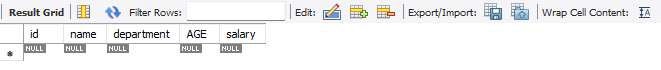 Result Grid Filter Rows: Edit: Export/Import: Wrap Cell Content: IA
id name department AGE salary
* NULL NULL NULL NULL NULL